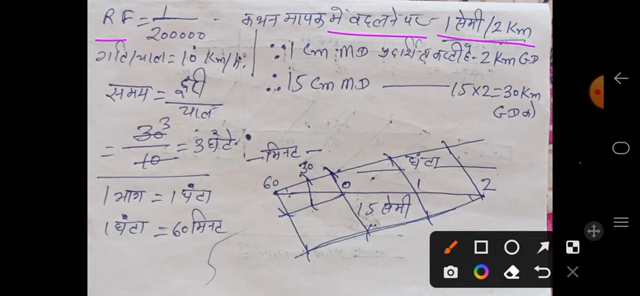 RF = 1/200000
कथन मापक में बदलने पर 1 सेमी/2 Km
गति/चाल = 10 Km/h.
∵ 1 Cm MD प्रदर्शित करती है - 2 Km GD
∴ 15 Cm MD — 15×2 = 30 Km GD को
समय = दूरी/चाल
= 30/10 3 = 3 घंटे
1 भाग = 1 घंटा
1 घंटा = 60 मिनट
मिनट
घंटा
60 30 0 1 2
15 सेमी